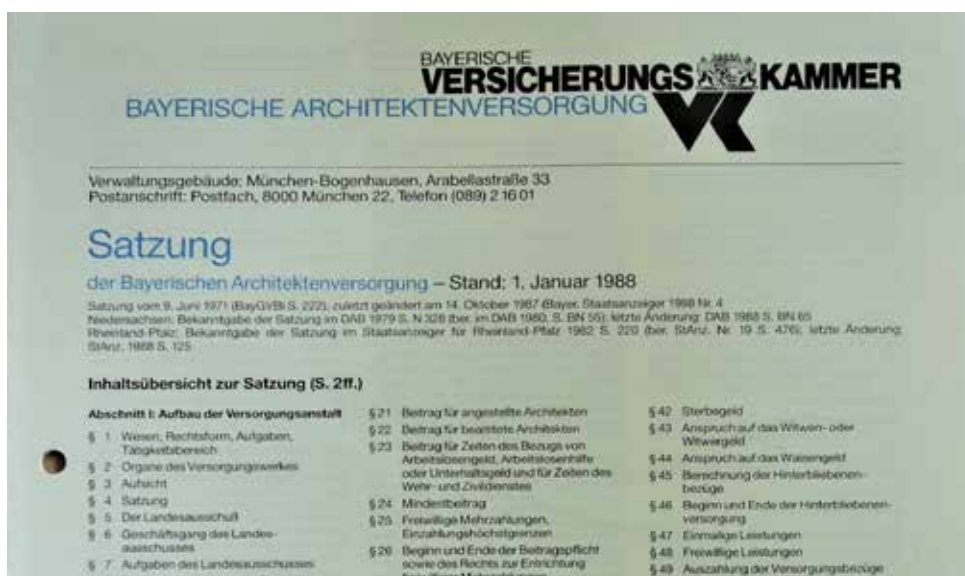 BAYERISCHE
VERSICHERUNGS KAMMER
BAYERISCHE ARCHITEKTENVERSORGUNG
VK
Verwaltungsgebäude: München-Bogenhausen, Arabellastraße 33
Postanschrift: Postfach, 8000 München 22, Telefon (089) 2 16 01
Satzung
der Bayerischen Architektenversorgung – Stand: 1. Januar 1988
Satzung vom 9. Juni 1971 (BayGVBl S. 222), zuletzt geändert am 14. Oktober 1987 (Bayer. Staatsanzeiger 1988 Nr. 4
Niedersachsen: Bekanntgabe der Satzung im DAB 1979 S. N 328 (ber. im DAB 1980, S. BN 55); letzte Änderung: DAB 1988 S. BN 65
Rheinland-Pfalz: Bekanntgabe der Satzung im Staatsanzeiger für Rheinland-Pfalz 1982 S. 220 (ber. StAnz. Nr. 19 S. 476); letzte Änderung:
StAnz. 1988 S. 125
Inhaltsübersicht zur Satzung (S. 2ff.)
Abschnitt I: Aufbau der Versorgungsanstalt
§ 1 Wesen, Rechtsform, Aufgaben,
Tätigkeitsbereich
§ 2 Organe des Versorgungswerkes
§ 3 Aufsicht
§ 4 Satzung
§ 5 Der Landesausschuß
§ 6 Geschäftsgang des Landes-
ausschusses
§ 7 Aufgaben des Landesausschusses
§ 21 Beitrag für angestellte Architekten
§ 22 Beitrag für beamtete Architekten
§ 23 Beitrag für Zeiten des Bezugs von
Arbeitslosengeld, Arbeitslosenhilfe
oder Unterhaltsgeld und für Zeiten des
Wehr- und Zivildienstes
§ 24 Mindestbeitrag
§ 25 Freiwillige Mehrzahlungen,
Einzahlungshöchstgrenzen
§ 26 Beginn und Ende der Beitragspflicht
sowie des Rechts zur Entrichtung
freiwilliger Mehrzahlungen
§ 42 Sterbegeld
§ 43 Anspruch auf das Witwen- oder
Witwergeld
§ 44 Anspruch auf das Waisengeld
§ 45 Berechnung der Hinterbliebenen-
bezüge
§ 46 Beginn und Ende der Hinterbliebenen-
versorgung
§ 47 Einmalige Leistungen
§ 48 Freiwillige Leistungen
§ 49 Auszahlung der Versorgungsbezüge